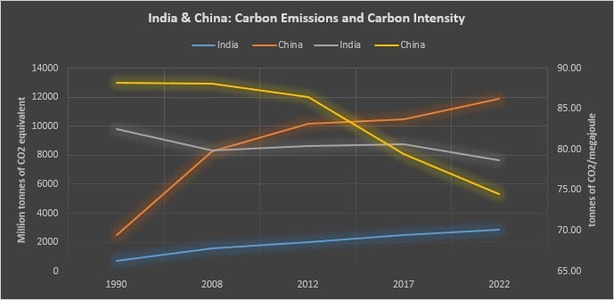 India & China: Carbon Emissions and Carbon Intensity
India China India China
14000 90.00
12000 85.00
10000
8000 80.00
6000 75.00
4000
2000 70.00
0 65.00
1990 2008 2012 2017 2022
Million tonnes of CO2 equivalent
tonnes of CO2/megajoule